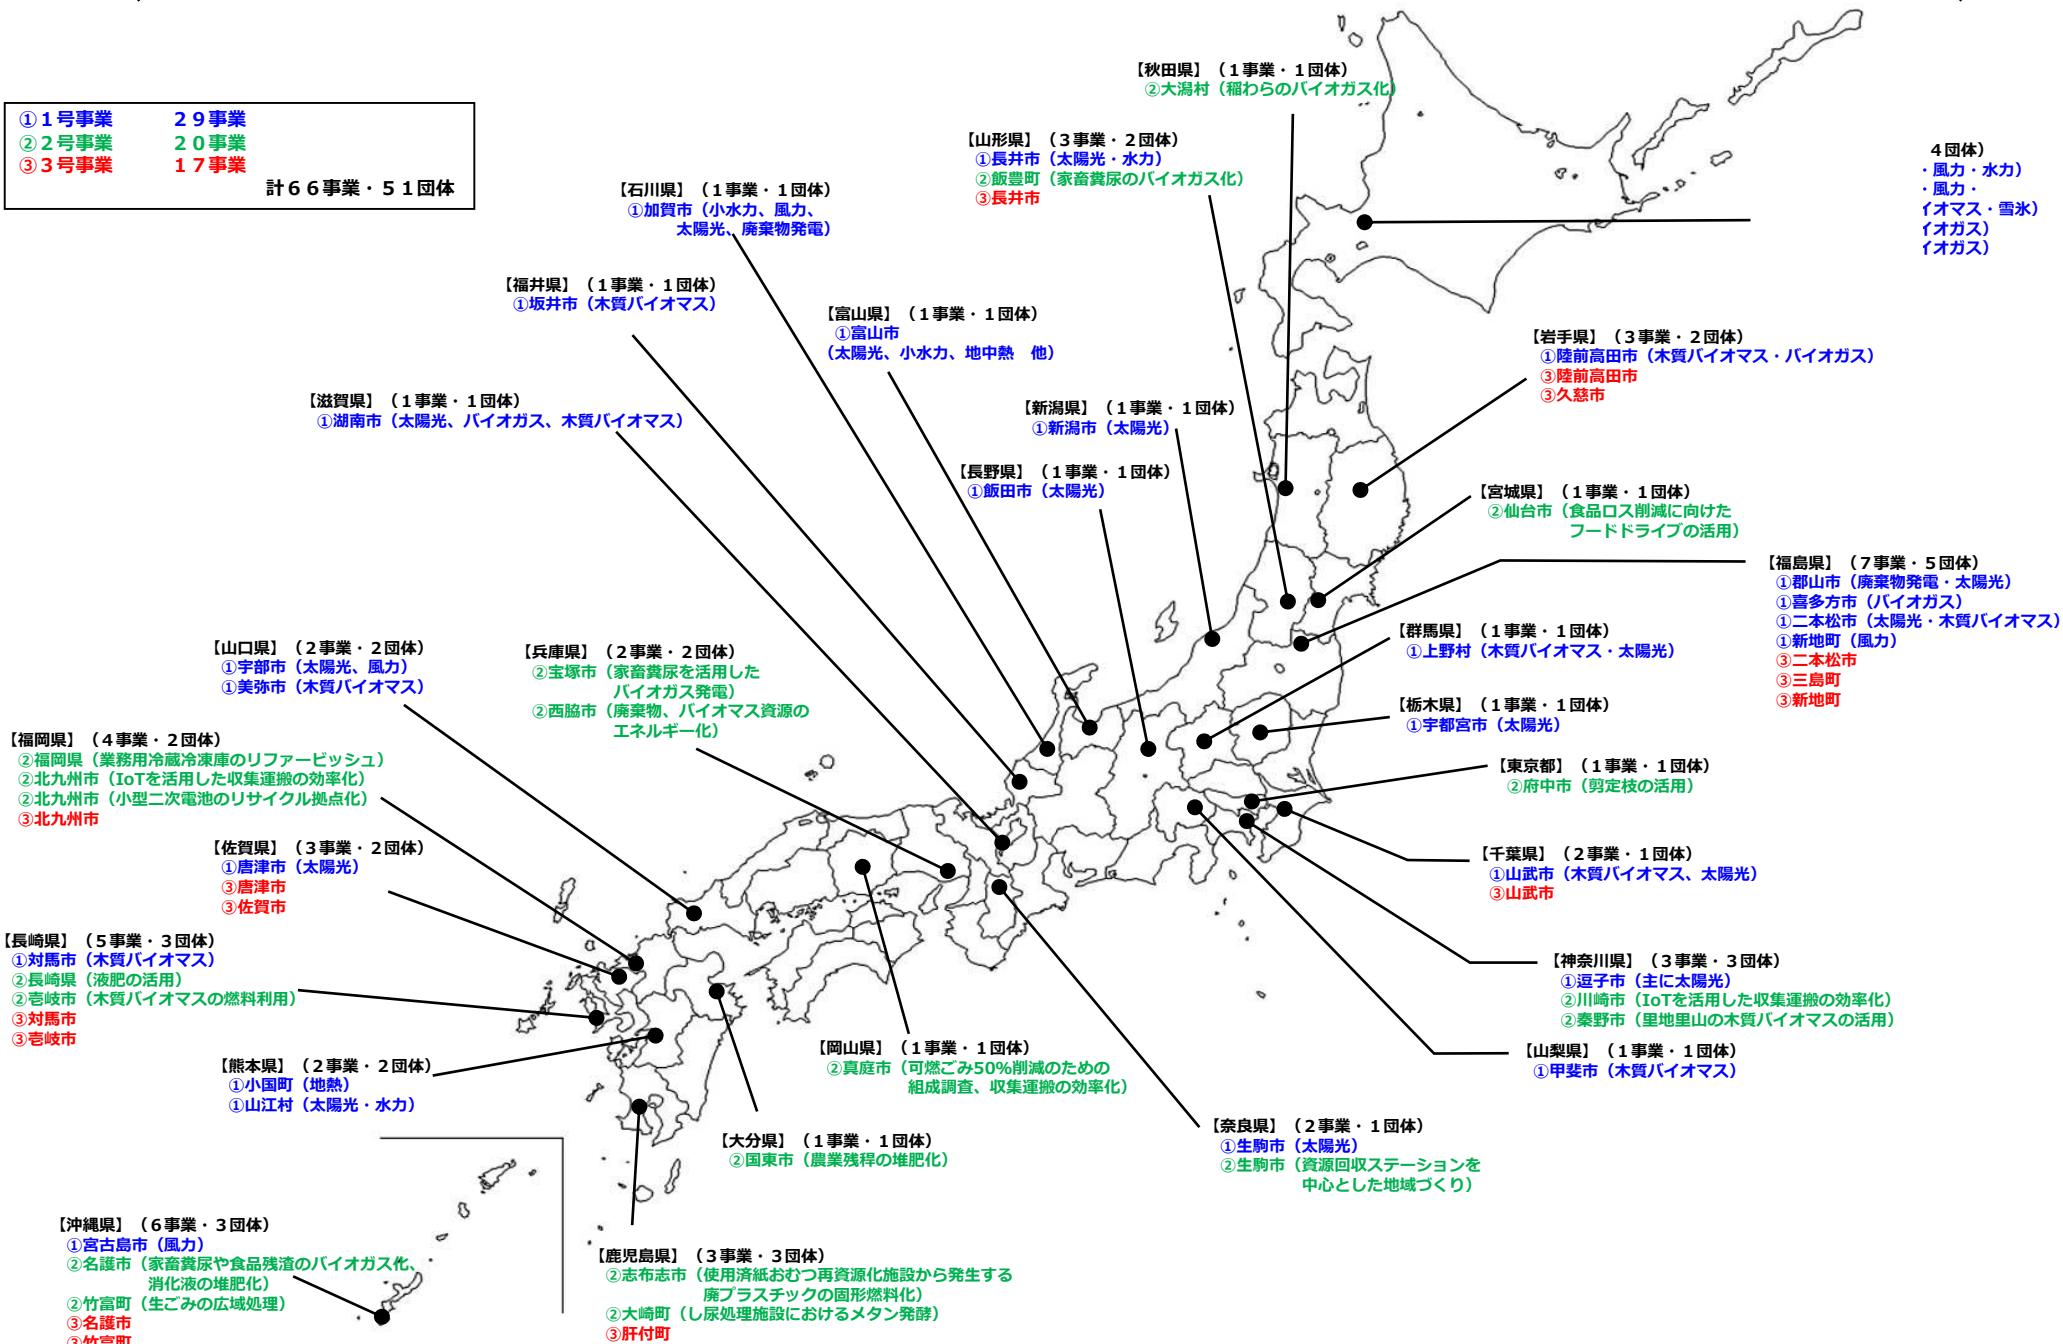 ①１号事業　２９事業
②２号事業　２０事業
③３号事業　１７事業
計６６事業・５１団体
【秋田県】（１事業・１団体）
②大潟村（稲わらのバイオガス化）
【山形県】（３事業・２団体）
①長井市（太陽光・水力）
②飯豊町（家畜糞尿のバイオガス化）
③長井市
４団体）
・風力・水力）
・風力・
イオマス・雪氷）
イオガス）
イオガス）
【石川県】（１事業・１団体）
①加賀市（小水力、風力、
太陽光、廃棄物発電）
【福井県】（１事業・１団体）
①坂井市（木質バイオマス）
【富山県】（１事業・１団体）
①富山市
（太陽光、小水力、地中熱　他）
【岩手県】（３事業・２団体）
①陸前高田市（木質バイオマス・バイオガス）
③陸前高田市
③久慈市
【滋賀県】（１事業・１団体）
①湖南市（太陽光、バイオガス、木質バイオマス）
【新潟県】（１事業・１団体）
①新潟市（太陽光）
【長野県】（１事業・１団体）
①飯田市（太陽光）
【宮城県】（１事業・１団体）
②仙台市（食品ロス削減に向けた
フードドライブの活用）
【福島県】（７事業・５団体）
①郡山市（廃棄物発電・太陽光）
①喜多方市（バイオガス）
①二本松市（太陽光・木質バイオマス）
①新地町（風力）
③二本松市
③三島町
③新地町
【群馬県】（１事業・１団体）
①上野村（木質バイオマス・太陽光）
【栃木県】（１事業・１団体）
①宇都宮市（太陽光）
【東京都】（１事業・１団体）
②府中市（剪定枝の活用）
【千葉県】（２事業・１団体）
①山武市（木質バイオマス、太陽光）
③山武市
【神奈川県】（３事業・３団体）
①逗子市（主に太陽光）
②川崎市（IoTを活用した収集運搬の効率化）
②秦野市（里地里山の木質バイオマスの活用）
【山梨県】（１事業・１団体）
①甲斐市（木質バイオマス）
【山口県】（２事業・２団体）
①宇部市（太陽光、風力）
①美弥市（木質バイオマス）
【兵庫県】（２事業・２団体）
②宝塚市（家畜糞尿を活用した
バイオガス発電）
②西脇市（廃棄物、バイオマス資源の
エネルギー化）
【福岡県】（４事業・２団体）
②福岡県（業務用冷蔵冷凍庫のリファービッシュ）
②北九州市（IoTを活用した収集運搬の効率化）
②北九州市（小型二次電池のリサイクル拠点化）
③北九州市
【佐賀県】（３事業・２団体）
①唐津市（太陽光）
③唐津市
③佐賀市
【長崎県】（５事業・３団体）
①対馬市（木質バイオマス）
②長崎県（液肥の活用）
②壱岐市（木質バイオマスの燃料利用）
③対馬市
③壱岐市
【熊本県】（２事業・２団体）
①小国町（地熱）
①山江村（太陽光・水力）
【岡山県】（１事業・１団体）
②真庭市（可燃ごみ50%削減のための
組成調査、収集運搬の効率化）
【大分県】（１事業・１団体）
②国東市（農業残稈の堆肥化）
【奈良県】（２事業・１団体）
①生駒市（太陽光）
②生駒市（資源回収ステーションを
中心とした地域づくり）
【沖縄県】（６事業・３団体）
①宮古島市（風力）
②名護市（家畜糞尿や食品残渣のバイオガス化、
消化液の堆肥化）
②竹富町（生ごみの広域処理）
③名護市
③竹富町
【鹿児島県】（３事業・３団体）
②志布志市（使用済紙おむつ再資源化施設から発生する
廃プラスチックの固形燃料化）
②大崎町（し尿処理施設におけるメタン発酵）
③肝付町